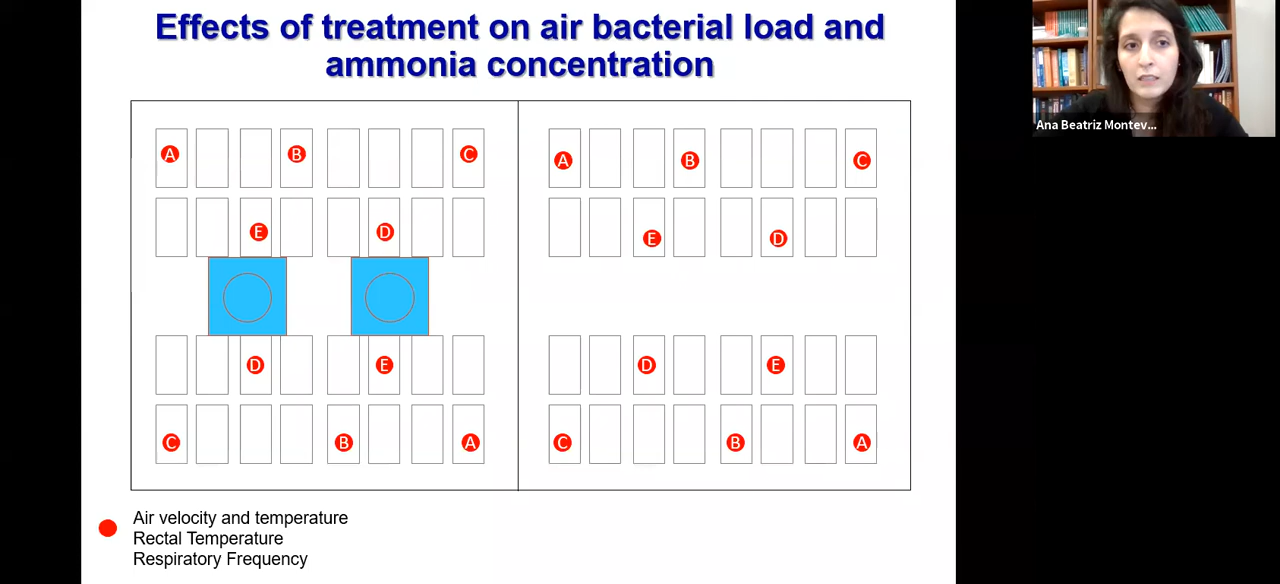 Effects of treatment on air bacterial load and
ammonia concentration
Ana Beatriz Montev...
A B C A B C
E D E D
D E D E
C B A C B A
Air velocity and temperature
Rectal Temperature
Respiratory Frequency